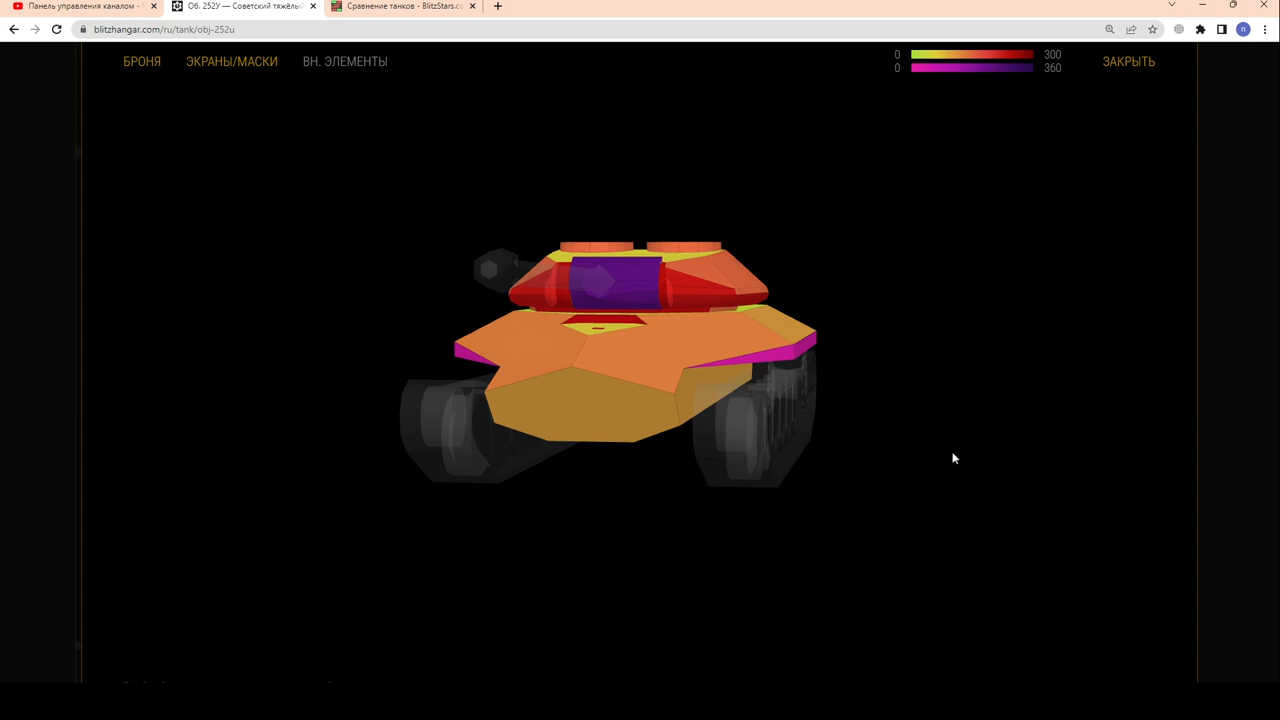 Панель управления каналом -
Об. 252У — Советский тяжёлы
Сравнение танков - BlitzStars.co
blitzhangar.com/ru/tank/obj-252u
n
БРОНЯ ЭКРАНЫ/МАСКИ ВН. ЭЛЕМЕНТЫ
0 300
0 360
ЗАКРЫТЬ